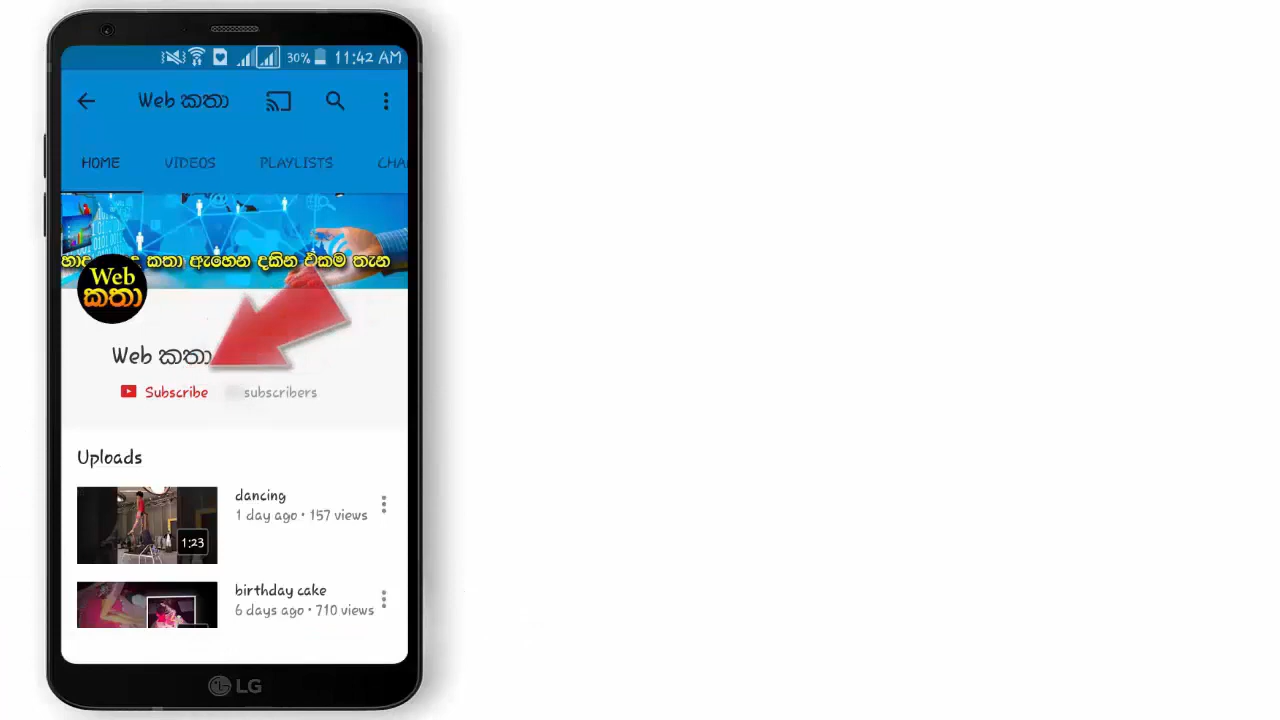 30% 11:42 AM
Web කතා
HOME VIDEOS PLAYLISTS CHA
කතා ඇහෙන දකින එකම තැන
Web
කතා
Web කතා
Subscribe subscribers
Uploads
dancing
1 day ago • 157 views
1:23
birthday cake
6 days ago • 710 views
LG